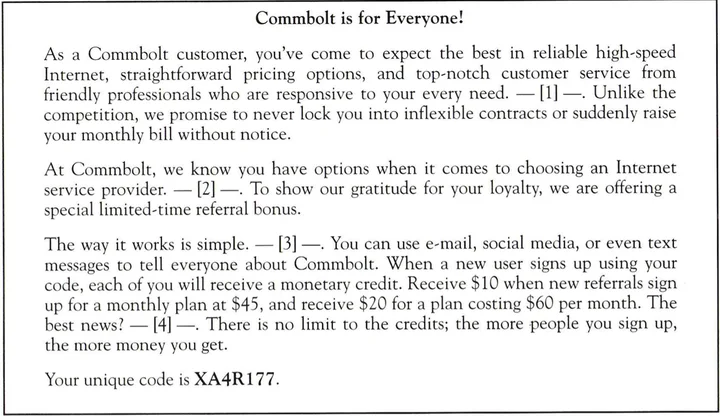 Commbolt is for Everyone!
As a Commbolt customer, you've come to expect the best in reliable high-speed
Internet, straightforward pricing options, and top-notch customer service from
friendly professionals who are responsive to your every need. — [1] —. Unlike the
competition, we promise to never lock you into inflexible contracts or suddenly raise
your monthly bill without notice.
At Commbolt, we know you have options when it comes to choosing an Internet
service provider. — [2] —. To show our gratitude for your loyalty, we are offering a
special limited-time referral bonus.
The way it works is simple. — [3] —. You can use e-mail, social media, or even text
messages to tell everyone about Commbolt. When a new user signs up using your
code, each of you will receive a monetary credit. Receive $10 when new referrals sign
up for a monthly plan at $45, and receive $20 for a plan costing $60 per month. The
best news? — [4] —. There is no limit to the credits; the more people you sign up,
the more money you get.
Your unique code is XA4R177.